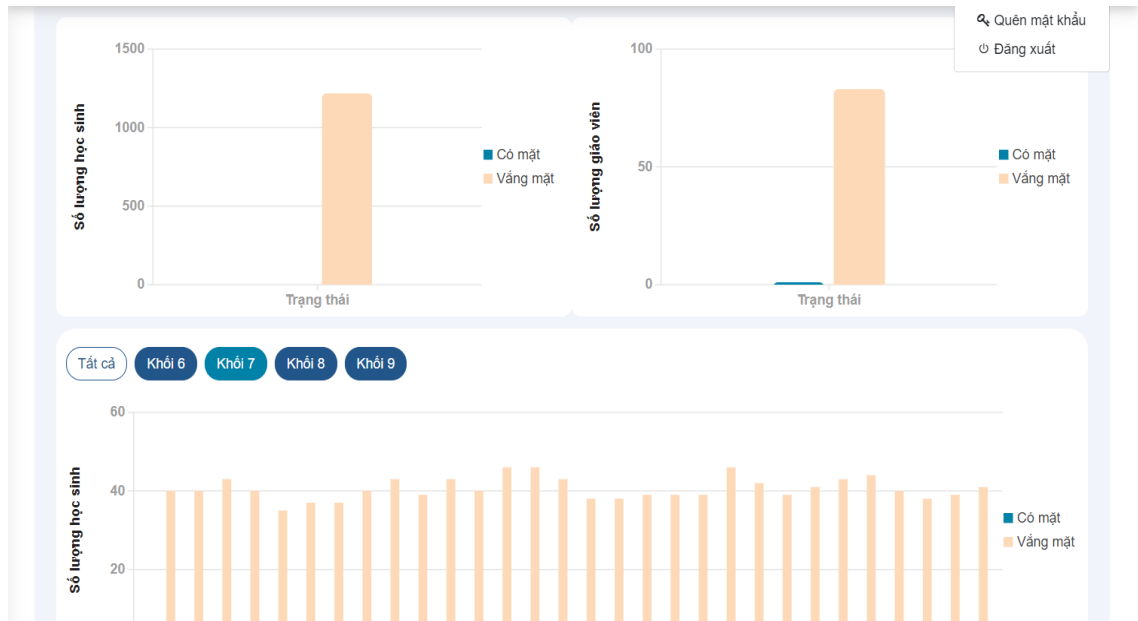 Quên mật khẩu
Đăng xuất
1500
1000
500
0
Số lượng học sinh
Trạng thái
Có mặt
Vắng mặt
100
50
0
Số lượng giáo viên
Trạng thái
Có mặt
Vắng mặt
Tất cả
Khối 6
Khối 7
Khối 8
Khối 9
60
40
20
Số lượng học sinh
Có mặt
Vắng mặt